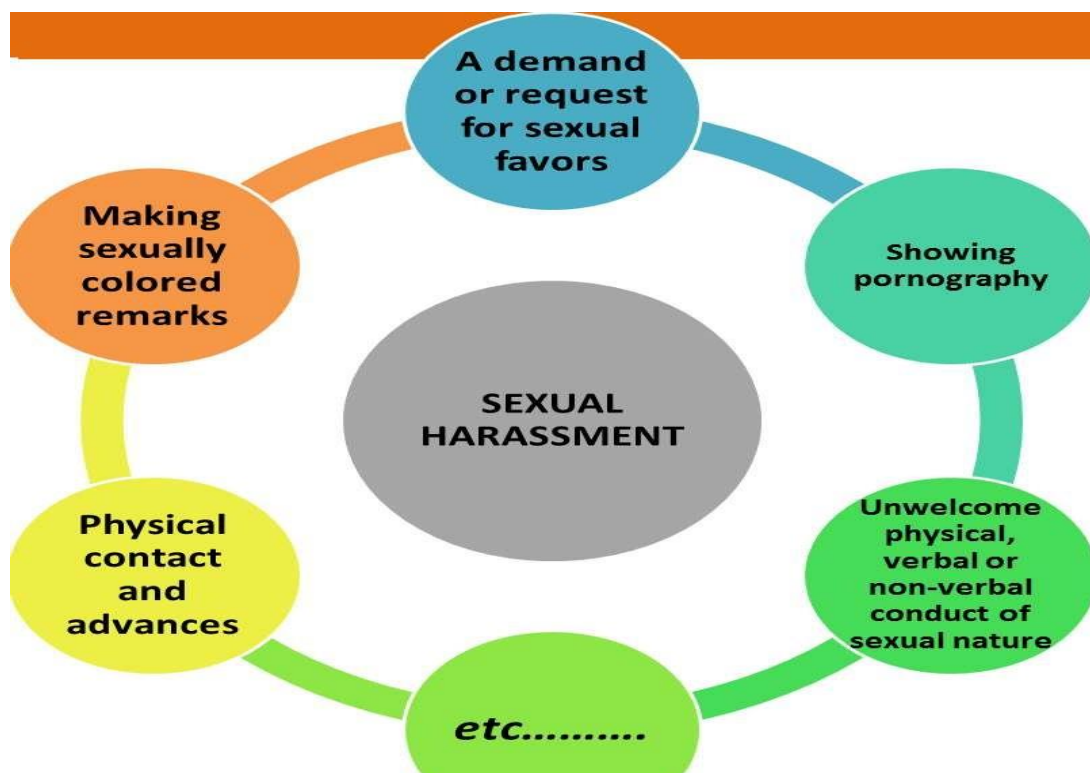 A demand
or request
for sexual
favors
Showing
pornography
Unwelcome
physical,
verbal or
non-verbal
conduct of
sexual nature
etc..........
Physical
contact
and
advances
Making
sexually
colored
remarks
SEXUAL
HARASSMENT